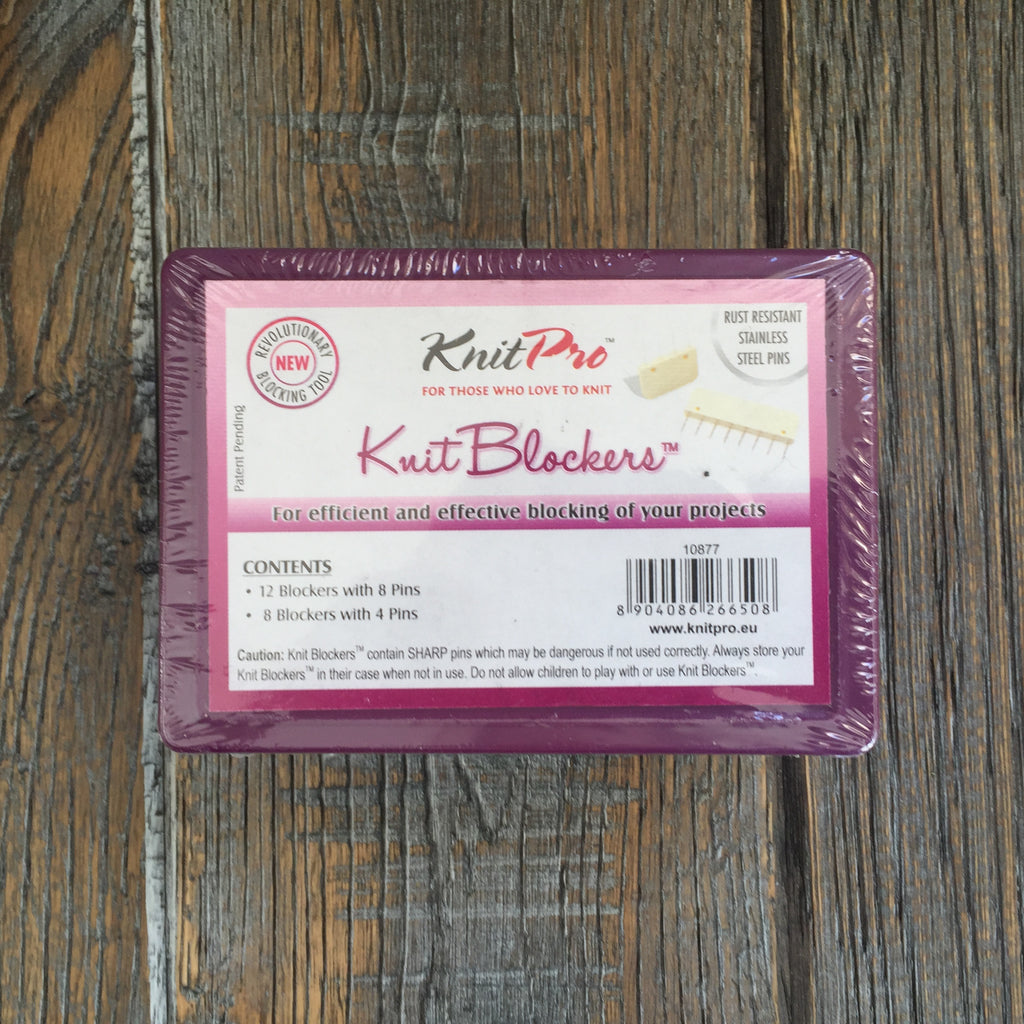 REVOLUTIONARY
NEW
BLOCKING TOOL
KnitPro™
FOR THOSE WHO LOVE TO KNIT
RUST RESISTANT
STAINLESS
STEEL PINS
Patent Pending
Knit Blockers™
For efficient and effective blocking of your projects
CONTENTS
• 12 Blockers with 8 Pins
• 8 Blockers with 4 Pins
10877
8 904086 266508
www.knitpro.eu
Caution: Knit Blockers™ contain SHARP pins which may be dangerous if not used correctly. Always store your
Knit Blockers™ in their case when not in use. Do not allow children to play with or use Knit Blockers™.